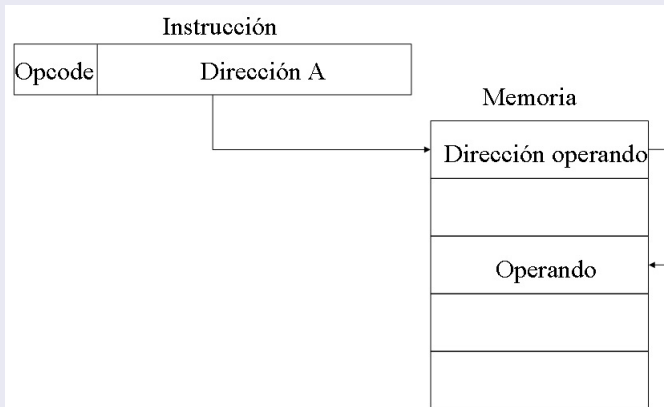 Instrucción
Opcode Dirección A
Memoria
Dirección operando
Operando